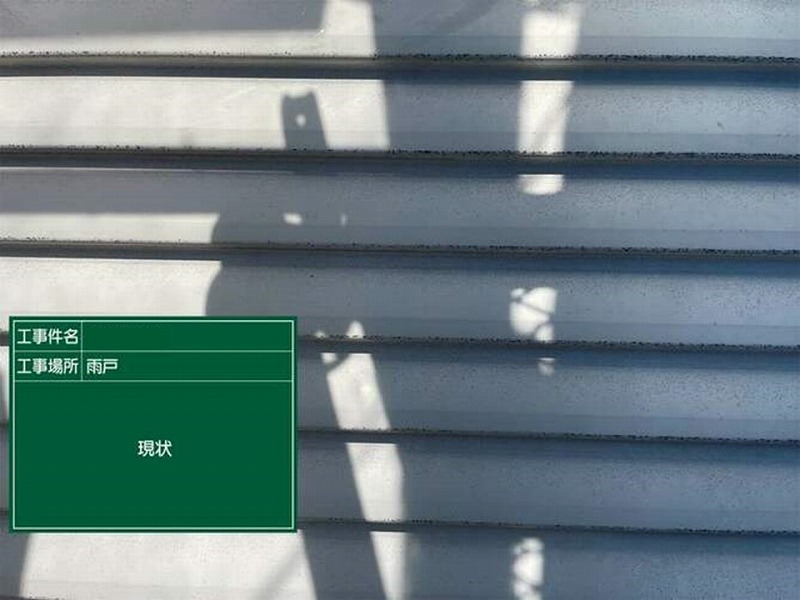 工事件名
工事場所 雨戸
現状